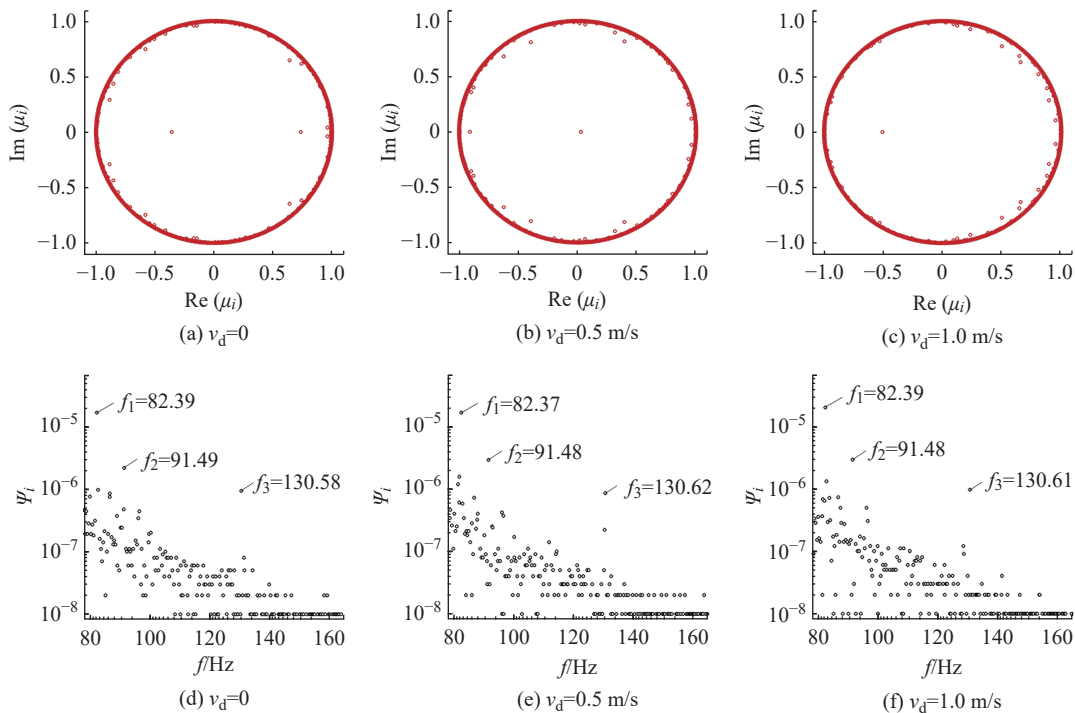 1.0
0.5
0
−0.5
−1.0
Im (μi)
−1.0 −0.5 0 0.5 1.0
Re (μi)
(a) vd=0
1.0
0.5
0
−0.5
−1.0
Im (μi)
−1.0 −0.5 0 0.5 1.0
Re (μi)
(b) vd=0.5 m/s
1.0
0.5
0
−0.5
−1.0
Im (μi)
−1.0 −0.5 0 0.5 1.0
Re (μi)
(c) vd=1.0 m/s
f1=82.39
f2=91.49
f3=130.58
10−5
10−6
10−7
10−8
Ψi
80 100 120 140 160
f/Hz
(d) vd=0
f1=82.37
f2=91.48
f3=130.62
10−5
10−6
10−7
10−8
Ψi
80 100 120 140 160
f/Hz
(e) vd=0.5 m/s
f1=82.39
f2=91.48
f3=130.61
10−5
10−6
10−7
10−8
Ψi
80 100 120 140 160
f/Hz
(f) vd=1.0 m/s